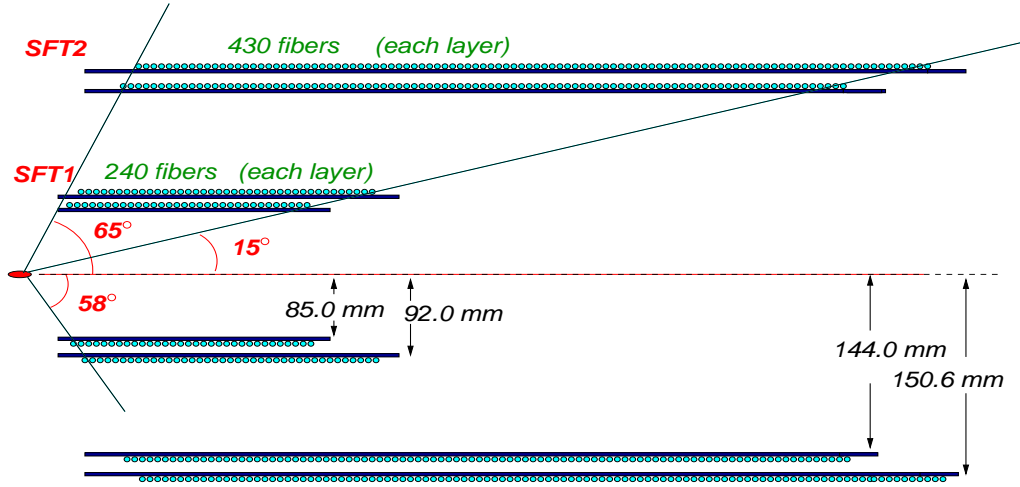 SFT2
430 fibers (each layer)
SFT1
240 fibers (each layer)
65°
15°
58°
85.0 mm
92.0 mm
144.0 mm
150.6 mm